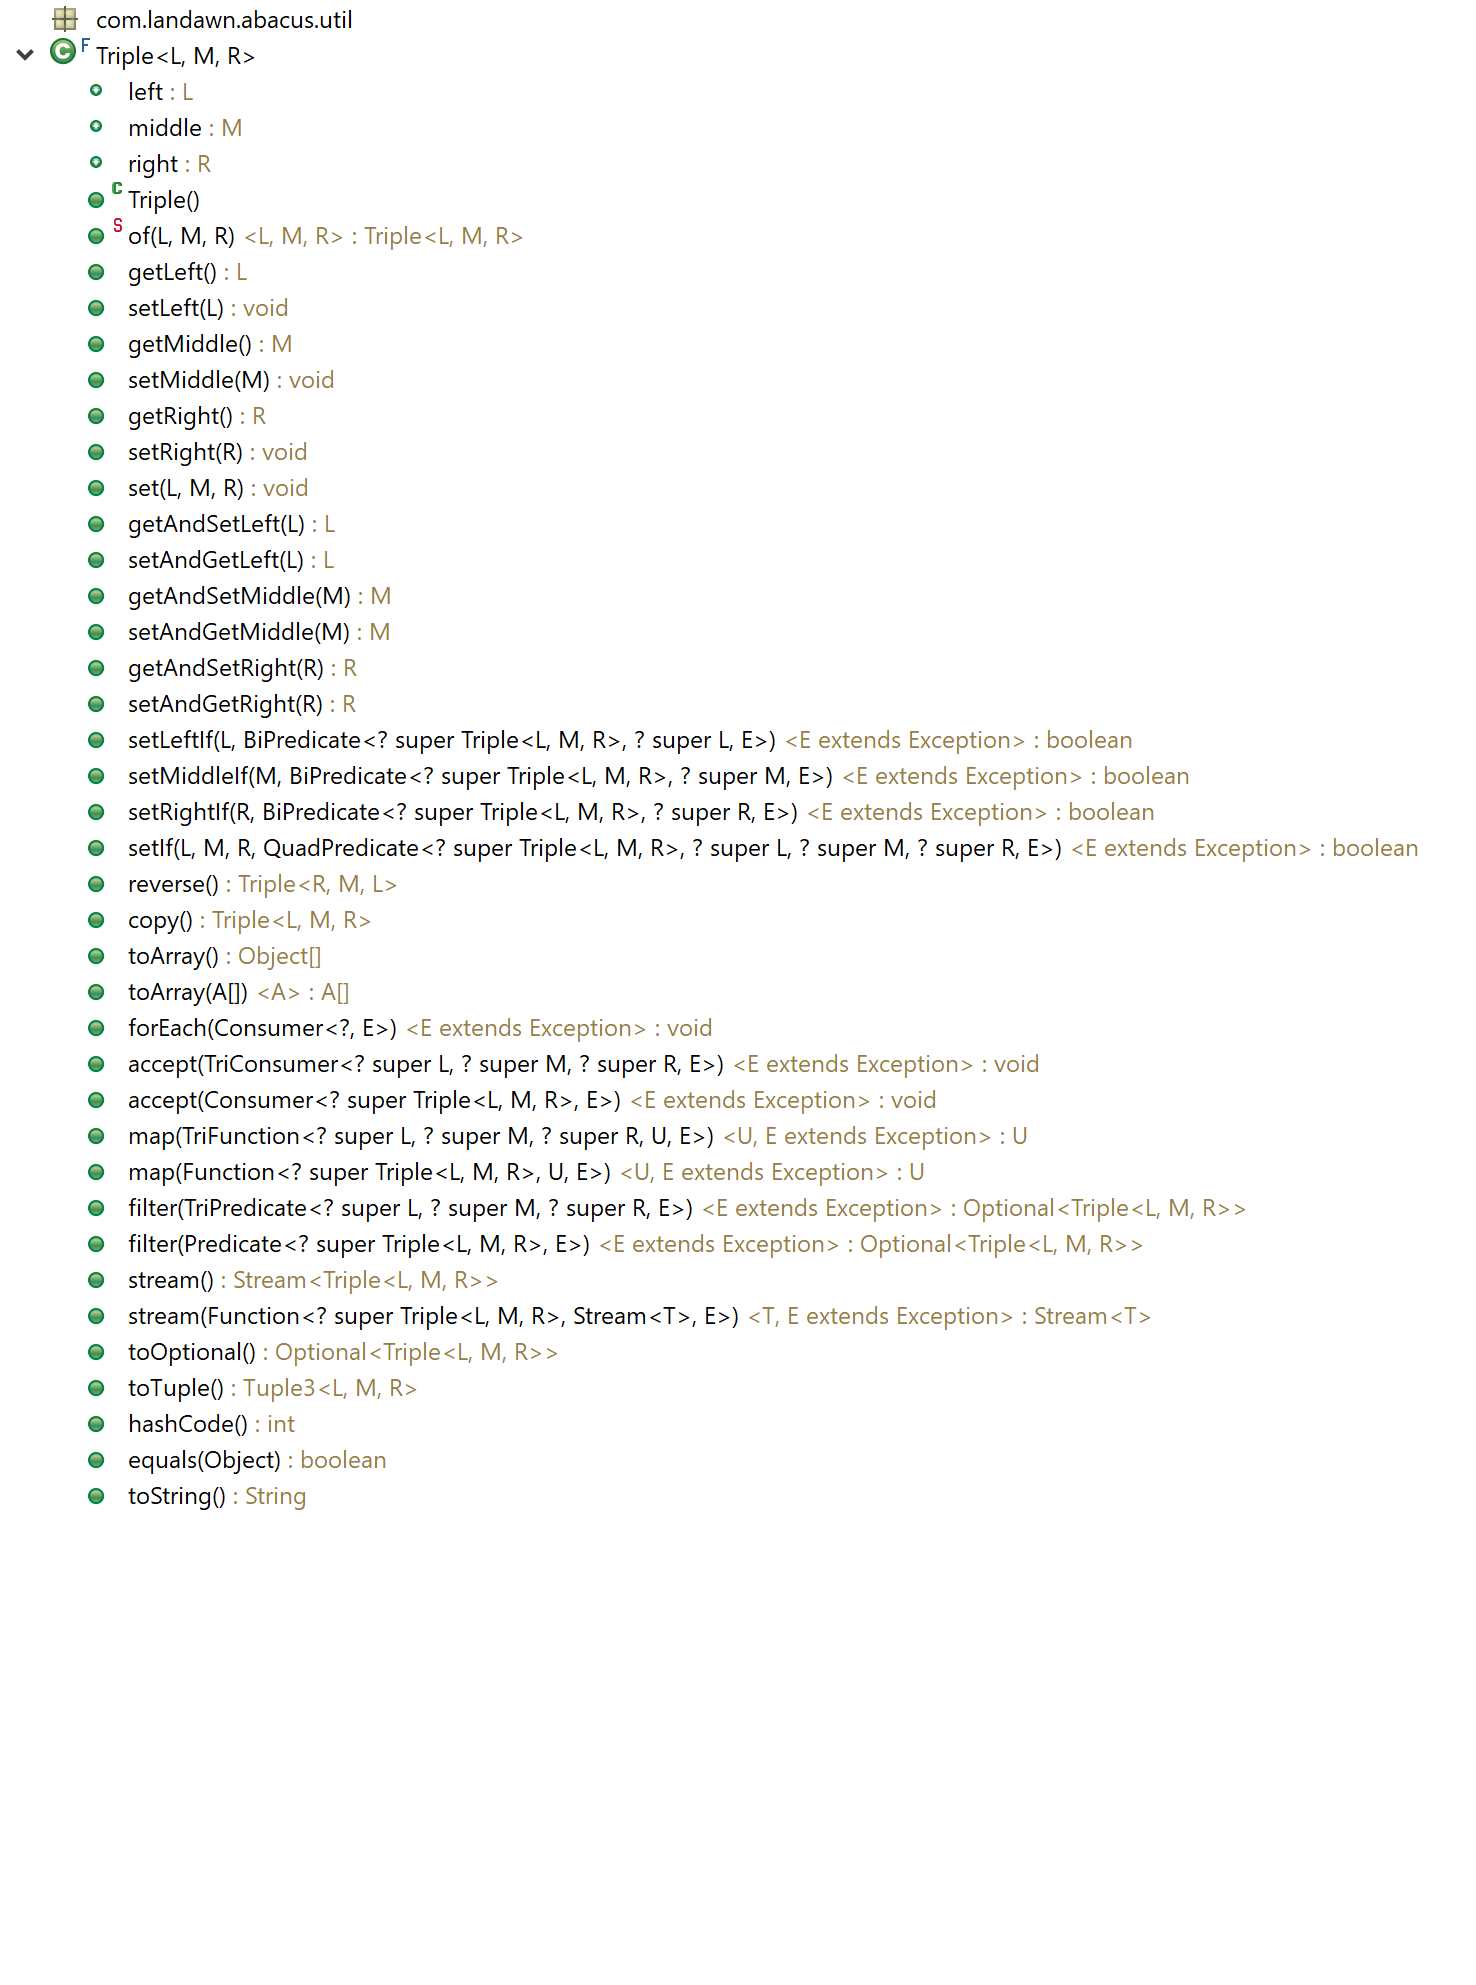 com.landawn.abacus.util
C F Triple<L, M, R>
left : L
middle : M
right : R
C Triple()
S of(L, M, R) <L, M, R> : Triple<L, M, R>
getLeft() : L
setLeft(L) : void
getMiddle() : M
setMiddle(M) : void
getRight() : R
setRight(R) : void
set(L, M, R) : void
getAndSetLeft(L) : L
setAndGetLeft(L) : L
getAndSetMiddle(M) : M
setAndGetMiddle(M) : M
getAndSetRight(R) : R
setAndGetRight(R) : R
setLeftIf(L, BiPredicate<? super Triple<L, M, R>, ? super L, E>) <E extends Exception> : boolean
setMiddleIf(M, BiPredicate<? super Triple<L, M, R>, ? super M, E>) <E extends Exception> : boolean
setRightIf(R, BiPredicate<? super Triple<L, M, R>, ? super R, E>) <E extends Exception> : boolean
setIf(L, M, R, QuadPredicate<? super Triple<L, M, R>, ? super L, ? super M, ? super R, E>) <E extends Exception> : boolean
reverse() : Triple<R, M, L>
copy() : Triple<L, M, R>
toArray() : Object[]
toArray(A[]) <A> : A[]
forEach(Consumer<?, E>) <E extends Exception> : void
accept(TriConsumer<? super L, ? super M, ? super R, E>) <E extends Exception> : void
accept(Consumer<? super Triple<L, M, R>, E>) <E extends Exception> : void
map(TriFunction<? super L, ? super M, ? super R, U, E>) <U, E extends Exception> : U
map(Function<? super Triple<L, M, R>, U, E>) <U, E extends Exception> : U
filter(TriPredicate<? super L, ? super M, ? super R, E>) <E extends Exception> : Optional<Triple<L, M, R>>
filter(Predicate<? super Triple<L, M, R>, E>) <E extends Exception> : Optional<Triple<L, M, R>>
stream() : Stream<Triple<L, M, R>>
stream(Function<? super Triple<L, M, R>, Stream<T>, E>) <T, E extends Exception> : Stream<T>
toOptional() : Optional<Triple<L, M, R>>
toTuple() : Tuple3<L, M, R>
hashCode() : int
equals(Object) : boolean
toString() : String